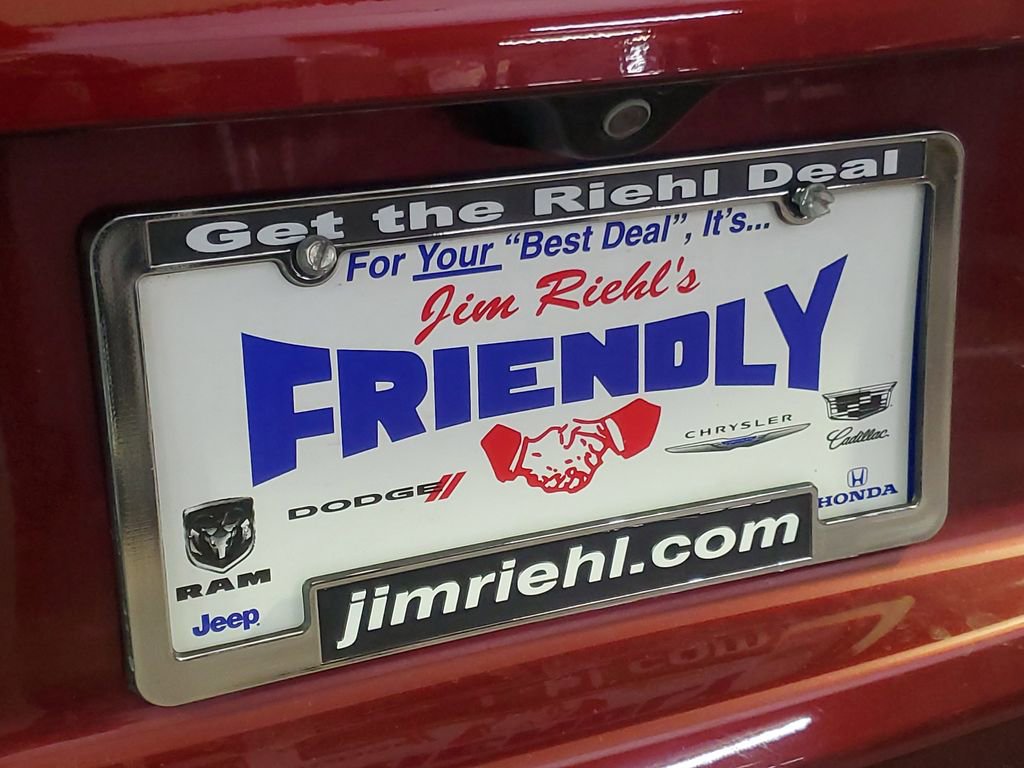 Get the Riehl Deal
For Your “Best Deal”, It's...
Jim Riehl's
FRIENDLY
CHRYSLER
Cadillac
DODGE
HONDA
RAM
Jeep
jimriehl.com